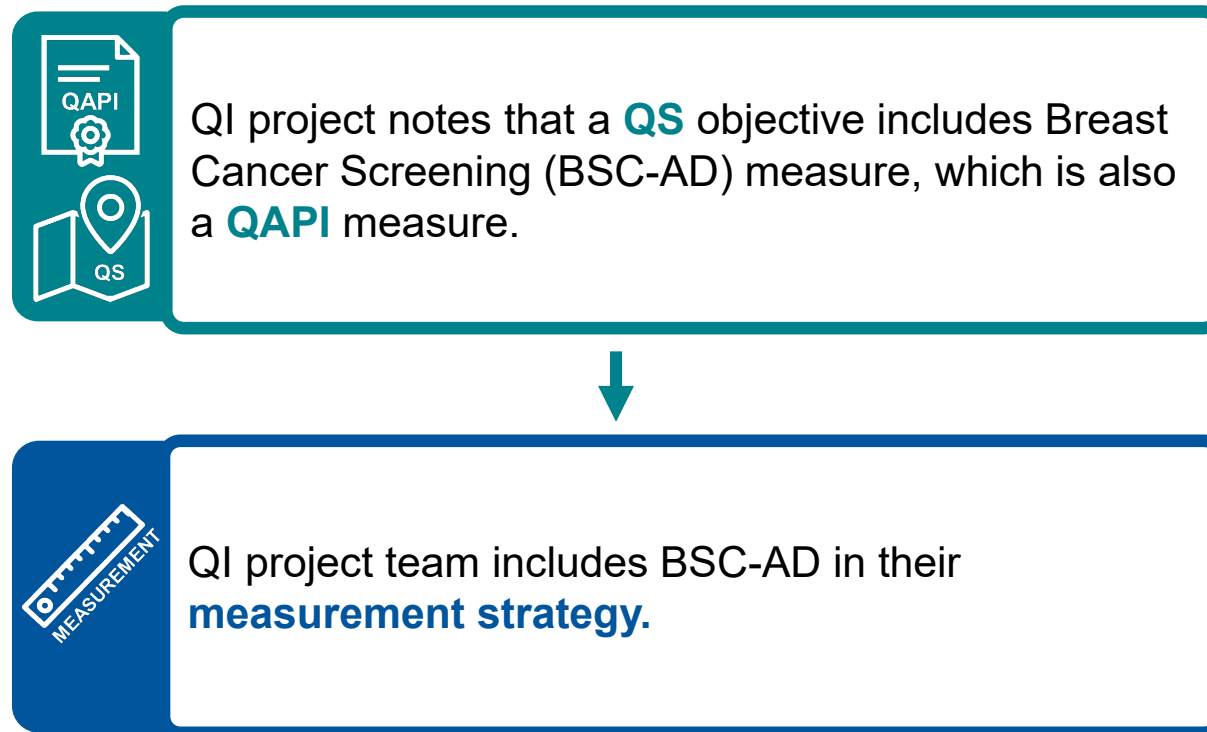 QAPI
QI project notes that a QS objective includes Breast
Cancer Screening (BSC-AD) measure, which is also
a QAPI measure.
QS
MEASUREMENT
QI project team includes BSC-AD in their
measurement strategy.